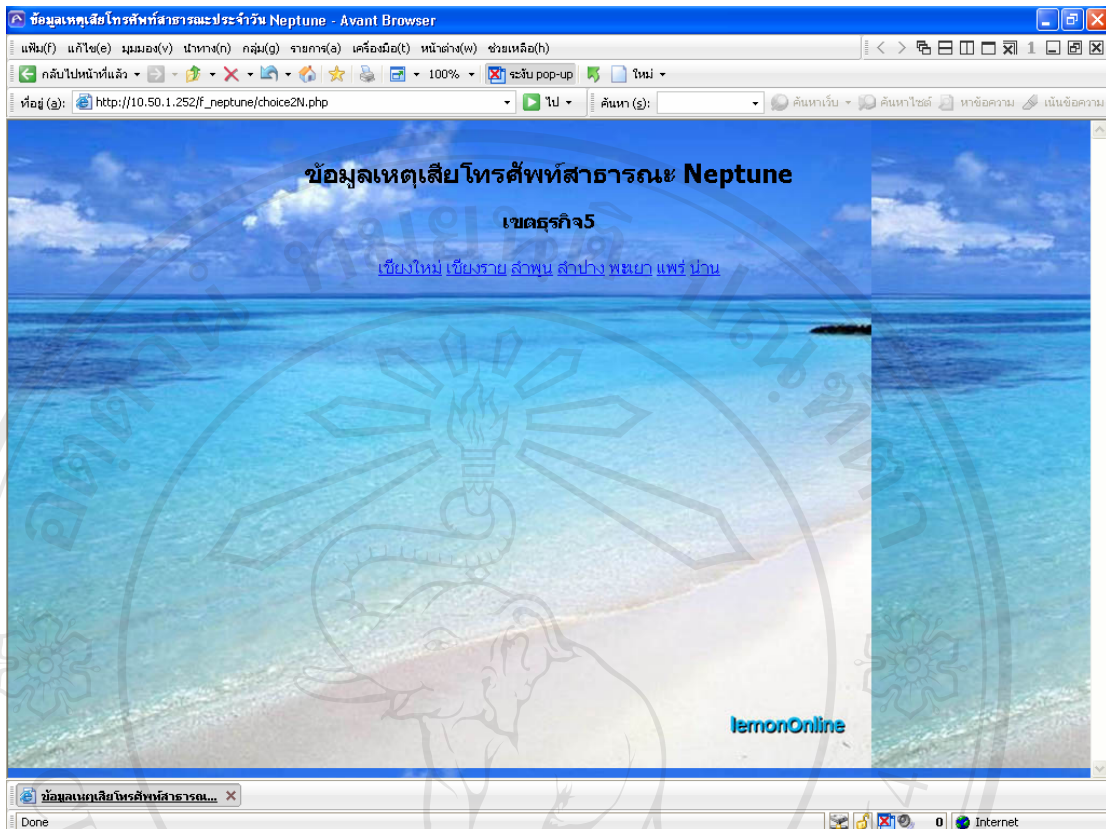 ข้อมูลเหตุเสียโทรศัพท์สาธารณะประจำวัน Neptune - Avant Browser
แฟ้ม(f) แก้ไข(e) มุมมอง(v) นำทาง(n) กลุ่ม(g) รายการ(a) เครื่องมือ(t) หน้าต่าง(w) ช่วยเหลือ(h) 1
กลับไปหน้าที่แล้ว 100% ระงับ pop-up ใหม่
ที่อยู่ (a): http://10.50.1.252/f_neptune/choice2N.php ไป ค้นหา (s): ค้นหาเว็บ ค้นหาไซต์ หาข้อความ เน้นข้อความ
ข้อมูลเหตุเสียโทรศัพท์สาธารณะ Neptune
เขตธุรกิจ5
เชียงใหม่ เชียงราย ลำพูน ลำปาง พะเยา แพร่ น่าน
lemonOnline
ข้อมูลเหตุเสียโทรศัพท์สาธารณ...
Done 0 Internet